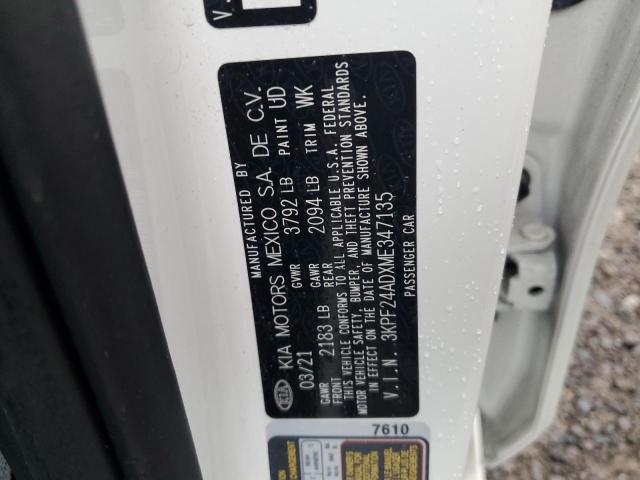 MANUFACTURED BY
KIA KIA MOTORS MEXICO S.A. DE C.V.
03/21 GVWR 3792 LB PAINT UD
GAWR FRONT 2183 LB GAWR REAR 2094 LB TRIM WK
THIS VEHICLE CONFORMS TO ALL APPLICABLE U.S.A. FEDERAL
MOTOR VEHICLE SAFETY, BUMPER, AND THEFT PREVENTION STANDARDS
IN EFFECT ON THE DATE OF MANUFACTURE SHOWN ABOVE.
V.I.N. 3KPF24ADXME347135
PASSENGER CAR
7610